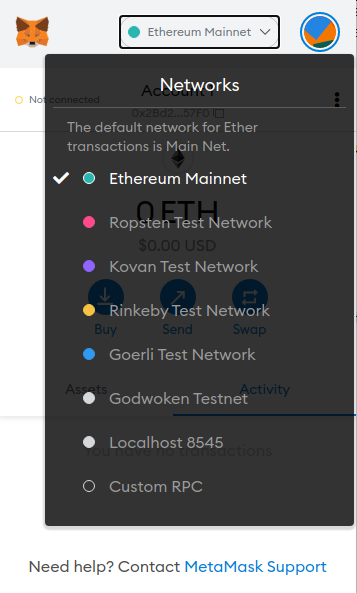 Ethereum Mainnet
Networks
Not connected
Account 1
0x28d2...57F0
The default network for Ether
transactions is Main Net.
Ethereum Mainnet
0 ETH
Ropsten Test Network
$0.00 USD
Kovan Test Network
Rinkeby Test Network
Buy
Send
Swap
Goerli Test Network
Assets
Activity
Godwoken Testnet
Localhost 8545
You have no transactions
Custom RPC
Need help? Contact MetaMask Support